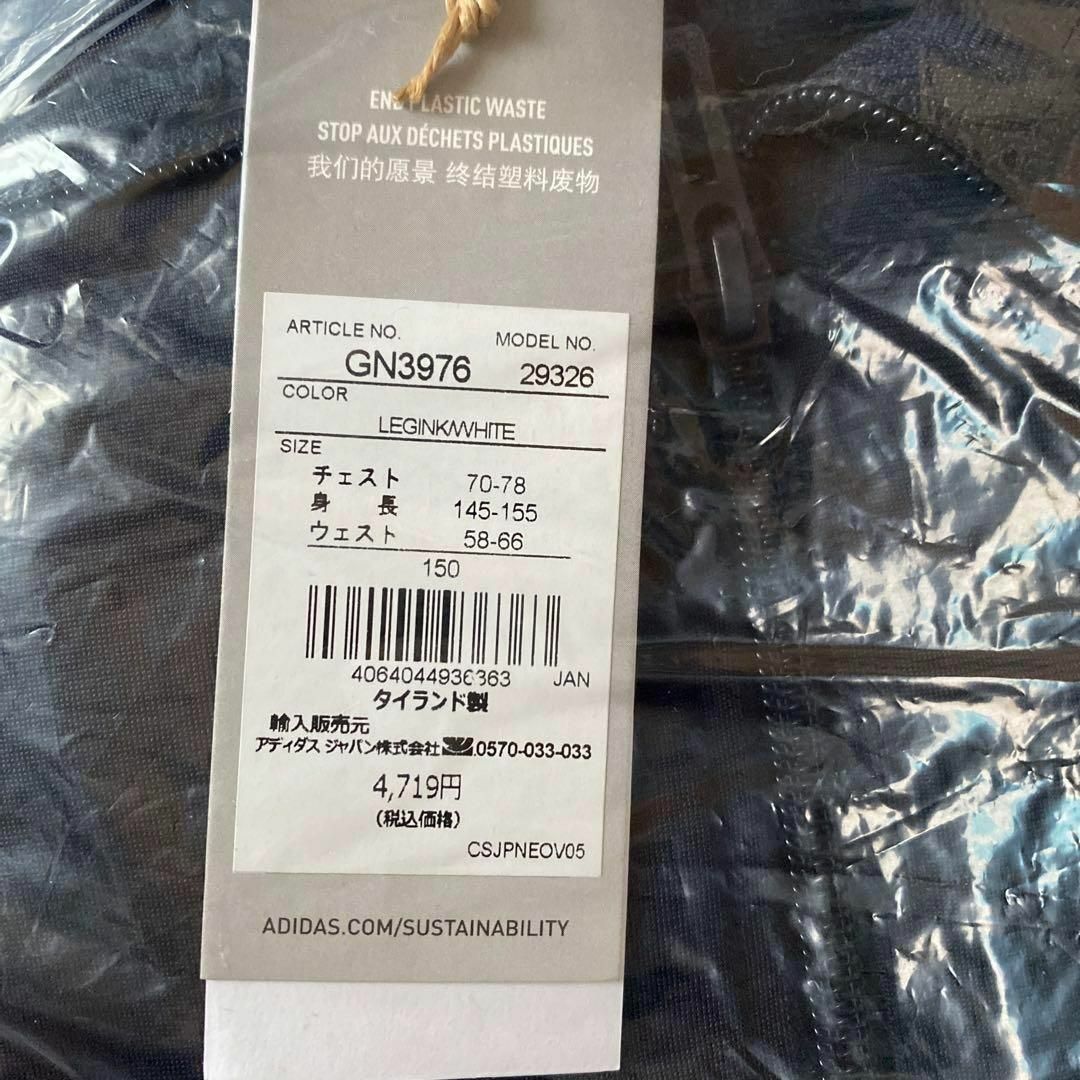 END PLASTIC WASTE
STOP AUX DÉCHETS PLASTIQUES
我们的愿景 终结塑料废物
ARTICLE NO. MODEL NO.
GN3976 29326
COLOR
LEGINK/WHITE
SIZE
チェスト 70-78
身 長 145-155
ウェスト 58-66
150
4064044936363 JAN
タイランド製
輸入販売元
アディダス ジャパン株式会社 0570-033-033
4,719円
(税込価格)
CSJPNEOV05
ADIDAS.COM/SUSTAINABILITY